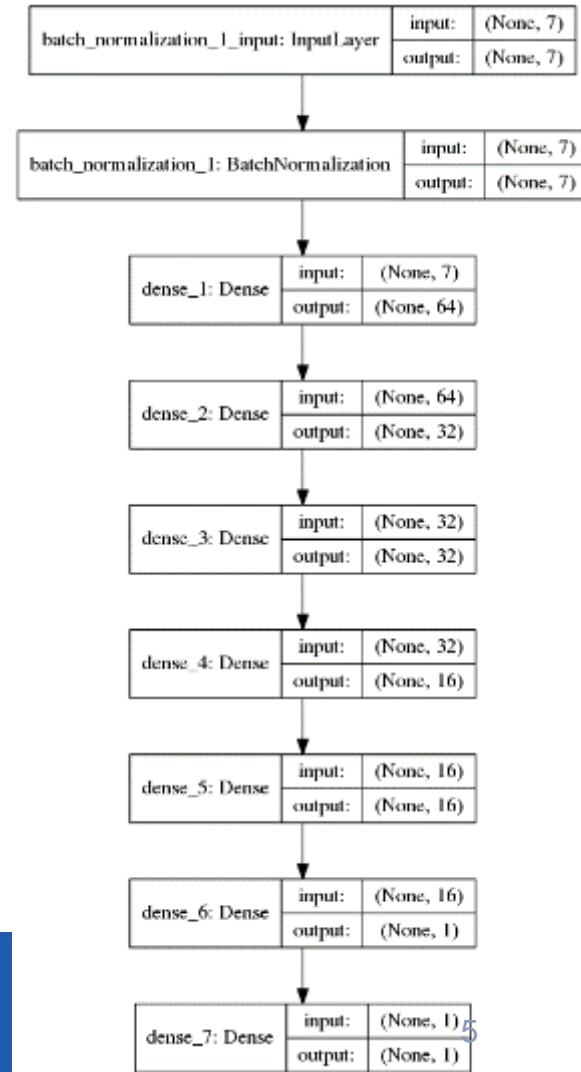 batch_normalization_1_input: InputLayer input: (None, 7)
output: (None, 7)
batch_normalization_1: BatchNormalization input: (None, 7)
output: (None, 7)
dense_1: Dense input: (None, 7)
output: (None, 64)
dense_2: Dense input: (None, 64)
output: (None, 32)
dense_3: Dense input: (None, 32)
output: (None, 32)
dense_4: Dense input: (None, 32)
output: (None, 16)
dense_5: Dense input: (None, 16)
output: (None, 16)
dense_6: Dense input: (None, 16)
output: (None, 1)
dense_7: Dense input: (None, 1)
output: (None, 1)
5